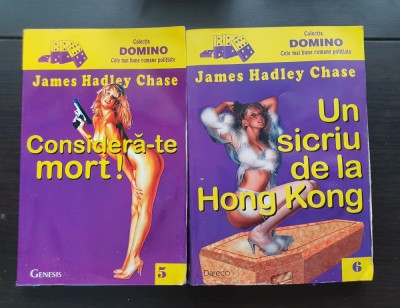 Colecția
DOMINO
Cele mai bune romane polițiste
James Hadley Chase
Consideră-te
mort!
GENESIS
5
Colecția
DOMINO
Cele mai bune romane polițiste
James Hadley Chase
Un
sicriu
de la
Hong Kong
Dareco
6